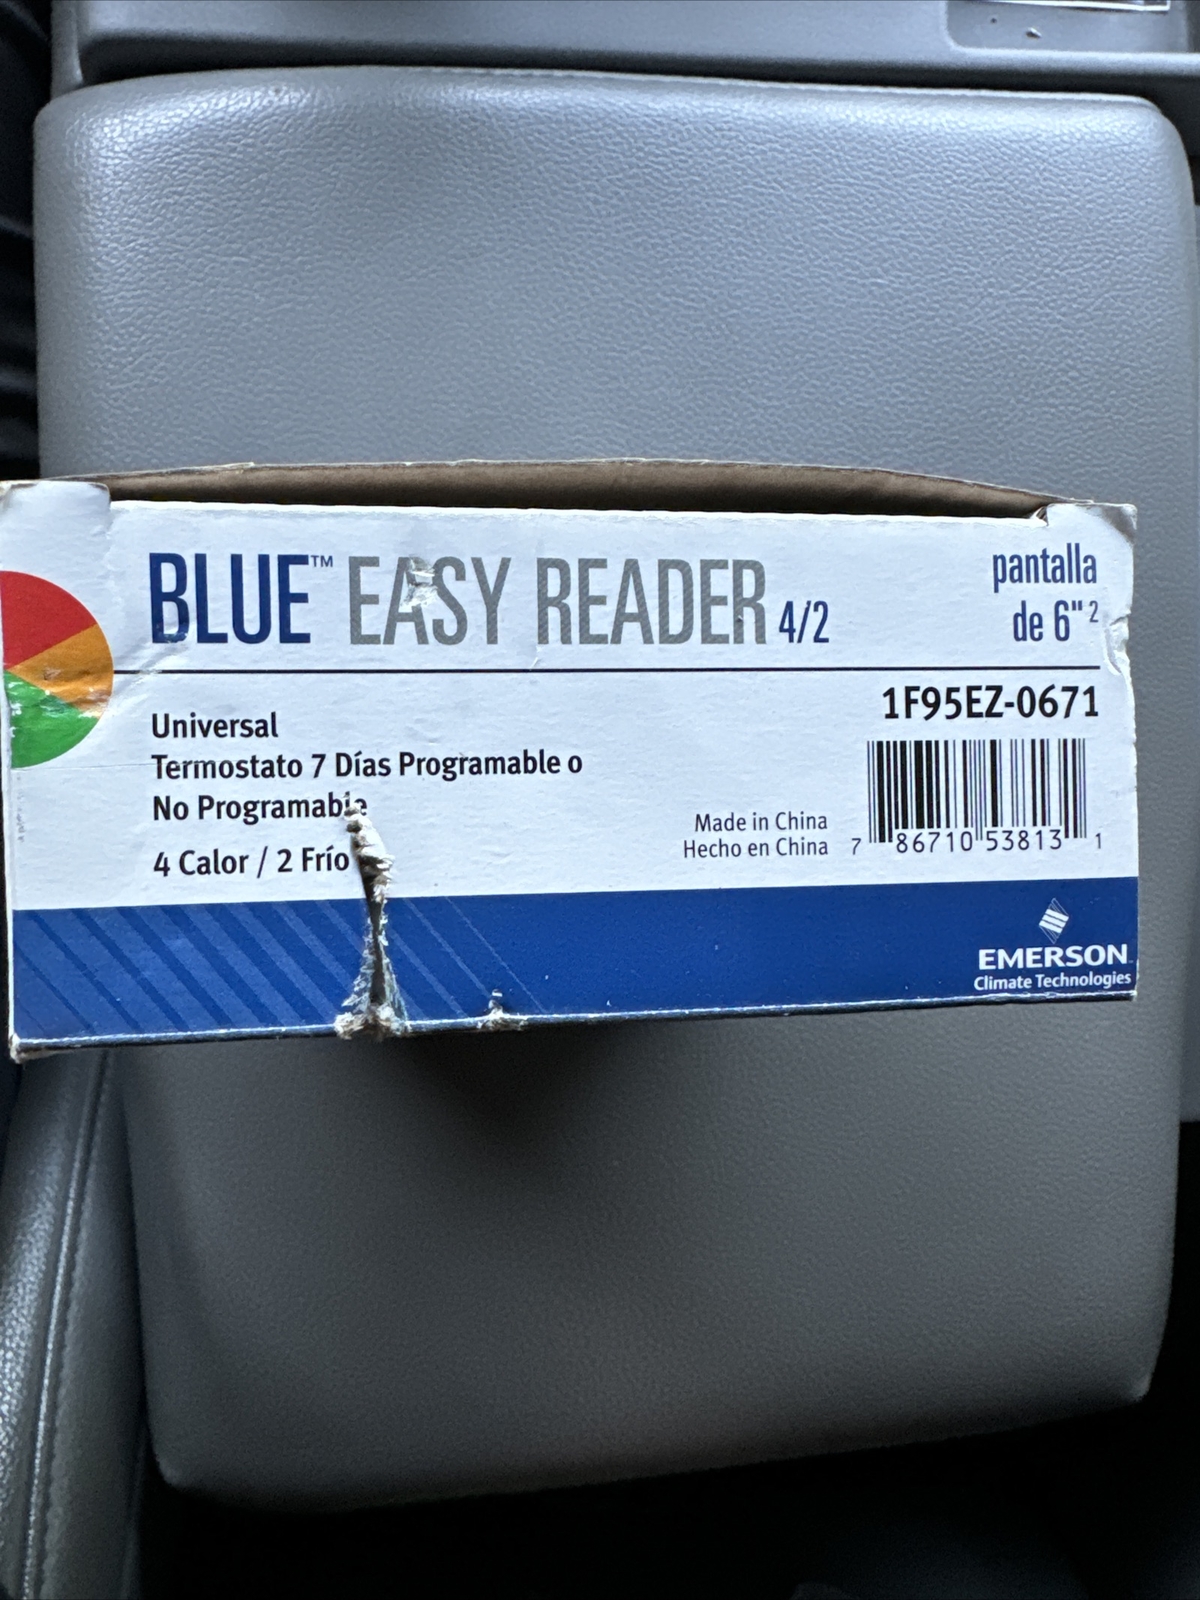 BLUE™ EASY READER 4/2
pantalla
de 6"²
1F95EZ-0671
Universal
Termostato 7 Días Programable o
No Programable
4 Calor / 2 Frío
Made in China
Hecho en China
7 86710 53813 1
EMERSON
Climate Technologies